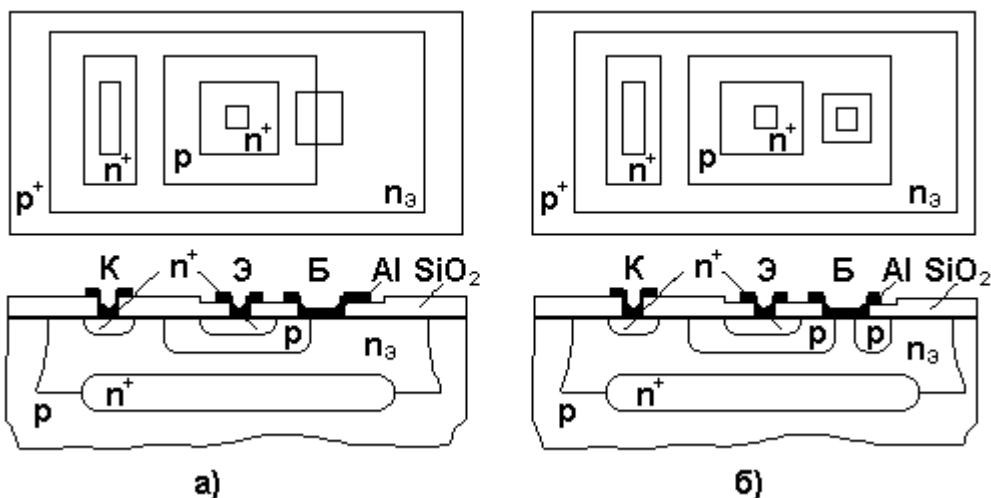 n⁺ p n⁺ p⁺ nэ
n⁺ p n⁺ p⁺ nэ
К n⁺ Э Б Al SiO₂
К n⁺ Э Б Al SiO₂
p nэ p n⁺
p p nэ p n⁺
а) б)